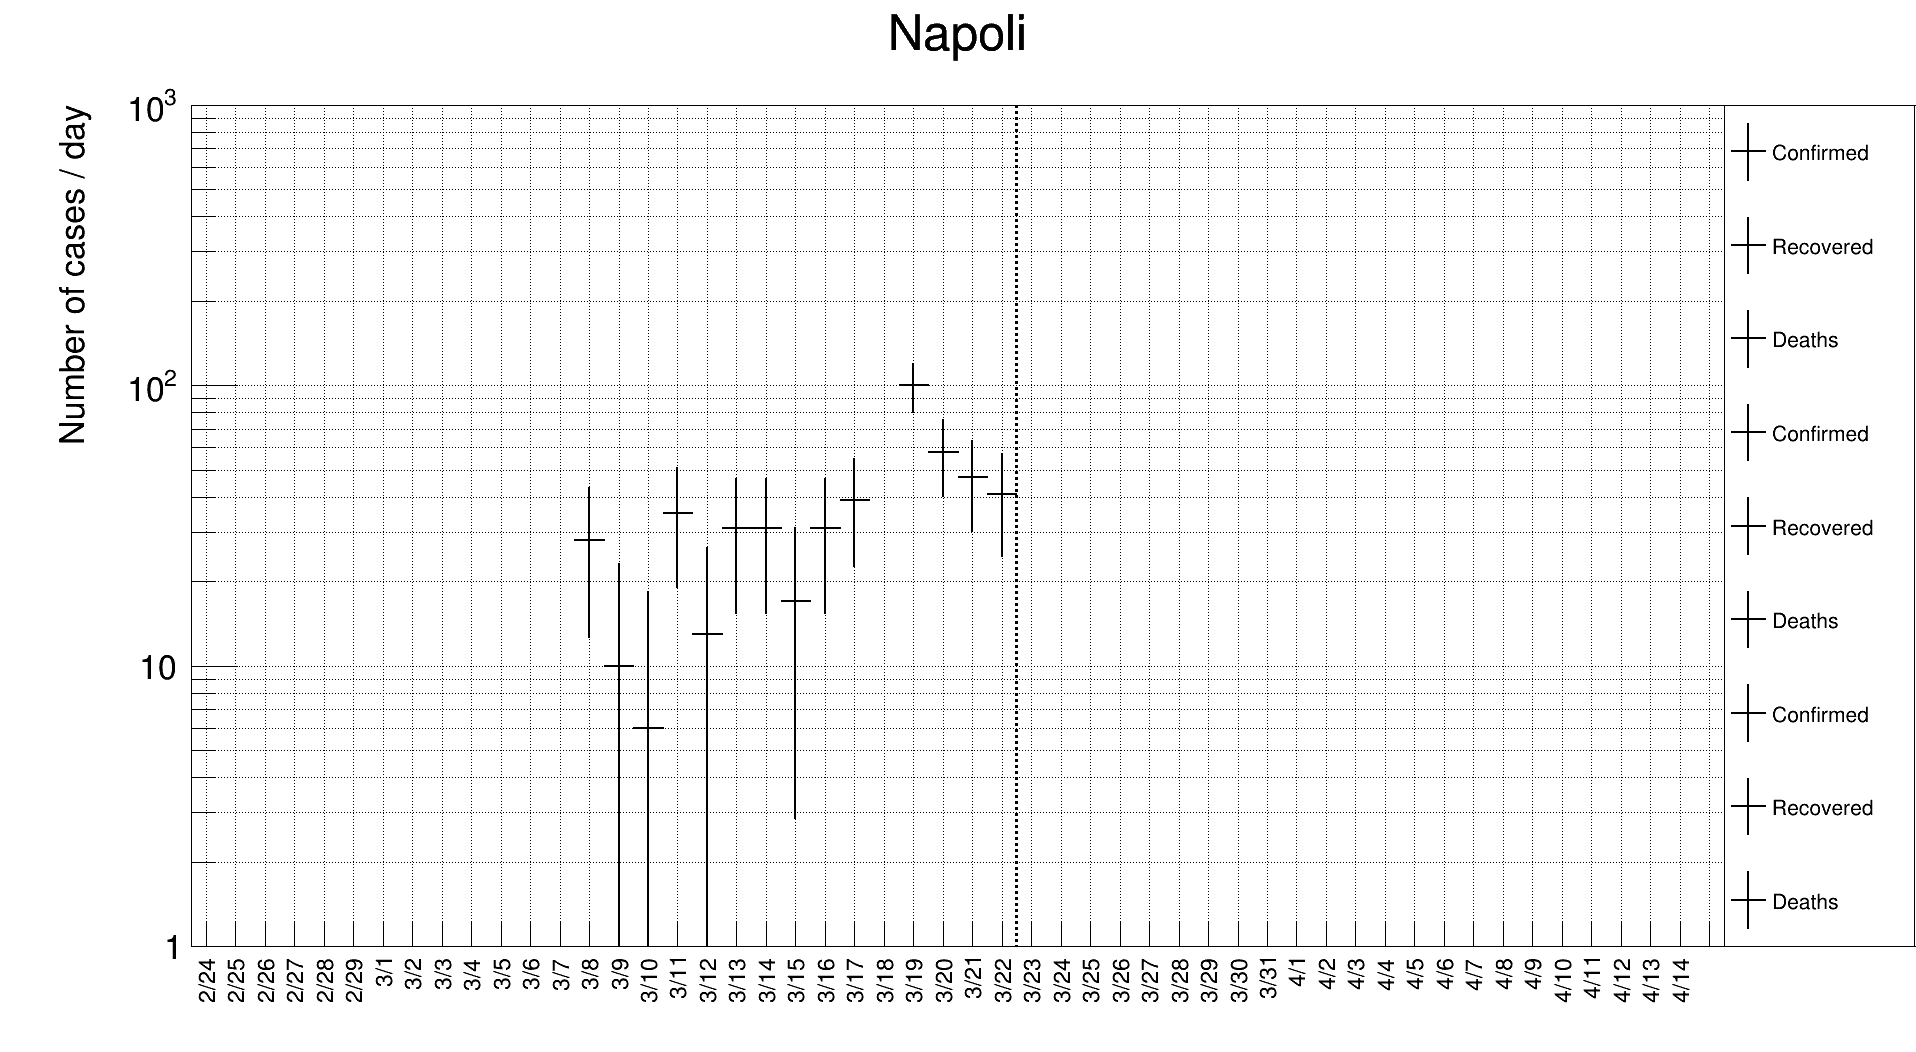 Napoli
Number of cases / day
10³
10²
10
1
2/24 2/25 2/26 2/27 2/28 2/29 3/1 3/2 3/3 3/4 3/5 3/6 3/7 3/8 3/9 3/10 3/11 3/12 3/13 3/14 3/15 3/16 3/17 3/18 3/19 3/20 3/21 3/22 3/23 3/24 3/25 3/26 3/27 3/28 3/29 3/30 3/31 4/1 4/2 4/3 4/4 4/5 4/6 4/7 4/8 4/9 4/10 4/11 4/12 4/13 4/14
Confirmed
Recovered
Deaths
Confirmed
Recovered
Deaths
Confirmed
Recovered
Deaths